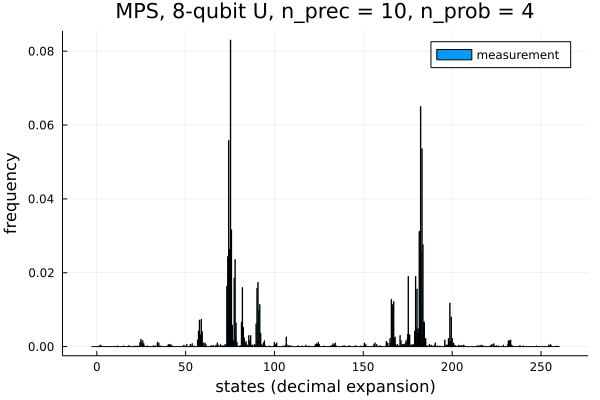 MPS, 8-qubit U, n_prec = 10, n_prob = 4
measurement
frequency
0.08
0.06
0.04
0.02
0.00
0 50 100 150 200 250
states (decimal expansion)